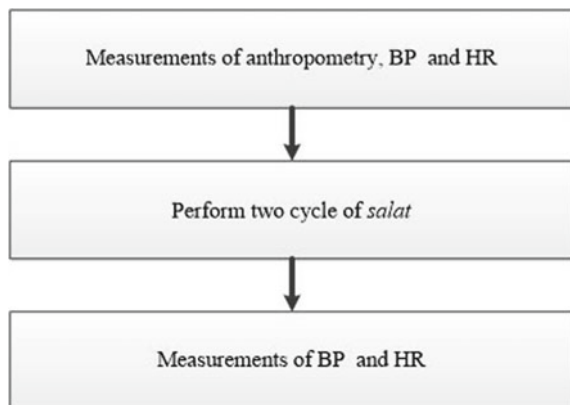 Measurements of anthropometry, BP and HR
Perform two cycle of salat
Measurements of BP and HR